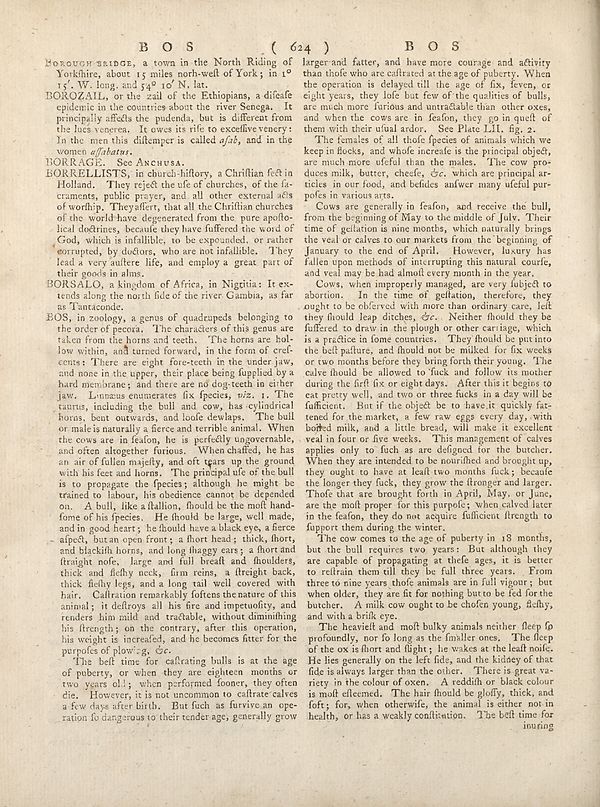 B O S ( 624 ) B O S
BOROUGH-BRIDGE, a town in the North Riding of
Yorkſhire, about 15 miles norh-weſt of York; in 1°
15′. W. long. and 54° 10′ N. lat.
BOROZAIL, or the zail of the Ethiopians, a diſeaſe
epidemic in the countries about the river Senega. It
principally affects the pudenda, but is different from
the lues venerea. It owes its riſe to exceſſive venery:
In the men this diſtemper is called aſab, and in the
women aſſabatus.
BORRAGE. See ANCHUSA.
BORRELLISTS, in church-hiſtory, a Chriſtian ſect in
Holland. They reject the uſe of churches, of the ſa-
craments, public prayer, and all other external acts
of worſhip. They aſſert, that all the Chriſtian churches
of the world have degenerated from the pure apoſto-
lical doctrines, becauſe they have ſuffered the word of
God, which is infallible, to be expounded, or rather
corrupted, by doctors, who are not infallible. They
lead a very auſtere life, and employ a great part of
their goods in alms.
BORSALO, a kingdom of Africa, in Nigritia: It ex-
tends along the north ſide of the river Gambia, as far
as Tantaconde.
BOS, in zoology, a genus of quadrupeds belonging to
the order of pecora. The characters of this genus are
taken from the horns and teeth. The horns are hol-
low within, and turned forward, in the form of creſ-
cents: There are eight fore-teeth in the under jaw,
and none in the upper, their place being ſupplied by a
hard membrane; and there are no dog-teeth in either
jaw. Linnæus enumerates ſix ſpecies, viz. 1. The
taurus, including the bull and cow, has cylindrical
horns, bent outwards, and looſe dewlaps. The bull
or male is naturally a fierce and terrible animal. When
the cows are in ſeaſon, he is perfectly ungovernable,
and often altogether furious. When chaffed, he has
an air of ſullen majeſty, and oft tears up the ground
with his feet and horns. The principal uſe of the bull
is to propagate the ſpecies; although he might be
trained to labour, his obedience cannot be depended
on. A bull, like a ſtallion, ſhould be the moſt hand-
ſome of his ſpecies. He ſhould be large, well made,
and in good heart; he ſhould have a black eye, a fierce
aſpect, but an open front; a ſhort head; thick, ſhort,
and blackiſh horns, and long ſhaggy ears; a ſhort and
ſtraight noſe, large and full breaſt and ſhoulders,
thick and fleſhy neck, firm reins, a ſtreight back,
thick fleſhy legs, and a long tail well covered with
hair. Caſtration remarkably ſoftens the nature of this
animal; it deſtroys all his fire and impetuoſity, and
renders him mild and tractable, without diminiſhing
his ſtrength; on the contrary, after this operation,
his weight is increaſed, and he becomes fitter for the
purpoſes of plowing, &c.
The beſt time for caſtrating bulls is at the age
of puberty, or when they are eighteen months or
two years old; when performed ſooner, they often
die. However, it is not uncommon to caſtrate calves
a few days after birth. But ſuch as ſurvive an ope-
ration ſo dangerous to their tender age, generally grow
larger and fatter, and have more courage and activity
than thoſe who are caſtrated at the age of puberty. When
the operation is delayed till the age of ſix, ſeven, or
eight years, they loſe but few of the qualities of bulls,
are much more furious and untractable than other oxes,
and when the cows are in ſeaſon, they go in queſt of
them with their uſual ardor. See Plate LII. fig. 2.
The females of all thoſe ſpecies of animals which we
keep in flocks, and whoſe increaſe is the principal object,
are much more uſeful than the males. The cow pro-
duces milk, butter, cheeſe, &c. which are principal ar-
ticles in our food, and beſides anſwer many uſeful pur-
poſes in various arts.
Cows are generally in ſeaſon, and receive the bull,
from the beginning of May to the middle of July. Their
time of geſtation is nine months, which naturally brings
the veal or calves to our markets from the beginning of
January to the end of April. However, luxury has
fallen upon methods of interrupting this natural courſe,
and veal may be had almoſt every month in the year.
Cows, when improperly managed, are very ſubject to
abortion. In the time of geſtation, therefore, they
ought to be obſerved with more than ordinary care, leſt
they ſhould leap ditches, &c. Neither ſhould they be
ſuffered to draw in the plough or other carriage, which
is a practice in ſome countries. They ſhould be put into
the beſt paſture, and ſhould not be milked for ſix weeks
or two months before they bring forth their young. The
calve ſhould be allowed to ſuck and follow its mother
during the firſt ſix or eight days. After this it begins to
eat pretty well, and two or three ſucks in a day will be
ſufficient. But if the object be to have it quickly fat-
tened for the market, a few raw eggs every day, with
boiled milk, and a little bread, will make it excellent
veal in four or five weeks. This management of calves
applies only to ſuch as are deſigned for the butcher.
When they are intended to be nouriſhed and brought up,
they ought to have at leaſt two months ſuck; becauſe
the longer they ſuck, they grow the ſtronger and larger.
Thoſe that are brought forth in April, May, or June,
are the moſt proper for this purpoſe; when calved later
in the ſeaſon, they do not acquire ſufficient ſtrength to
ſupport them during the winter.
The cow comes to the age of puberty in 18 months,
but the bull requires two years: But although they
are capable of propagating at theſe ages, it is better
to reſtrain them till they be full three years. From
three to nine years thoſe animals are in full vigour; but
when older, they are fit for nothing but to be fed for the
butcher. A milk cow ought to be choſen young, fleſhy,
and with a briſk eye.
The heavieſt and moſt bulky animals neither ſleep ſo
profoundly, nor ſo long as the ſmaller ones. The ſleep
of the ox is ſhort and ſlight; he wakes at the leaſt noiſe.
He lies generally on the left ſide, and the kidney of that
ſide is always larger than the other. There is great va-
riety in the colour of oxen. A reddiſh or black colour
is moſt eſteemed. The hair ſhould be gloſſy, thick, and
ſoft; for, when otherwiſe, the animal is either not in
health, or has a weakly conſtitution. The beſt time for
inuring